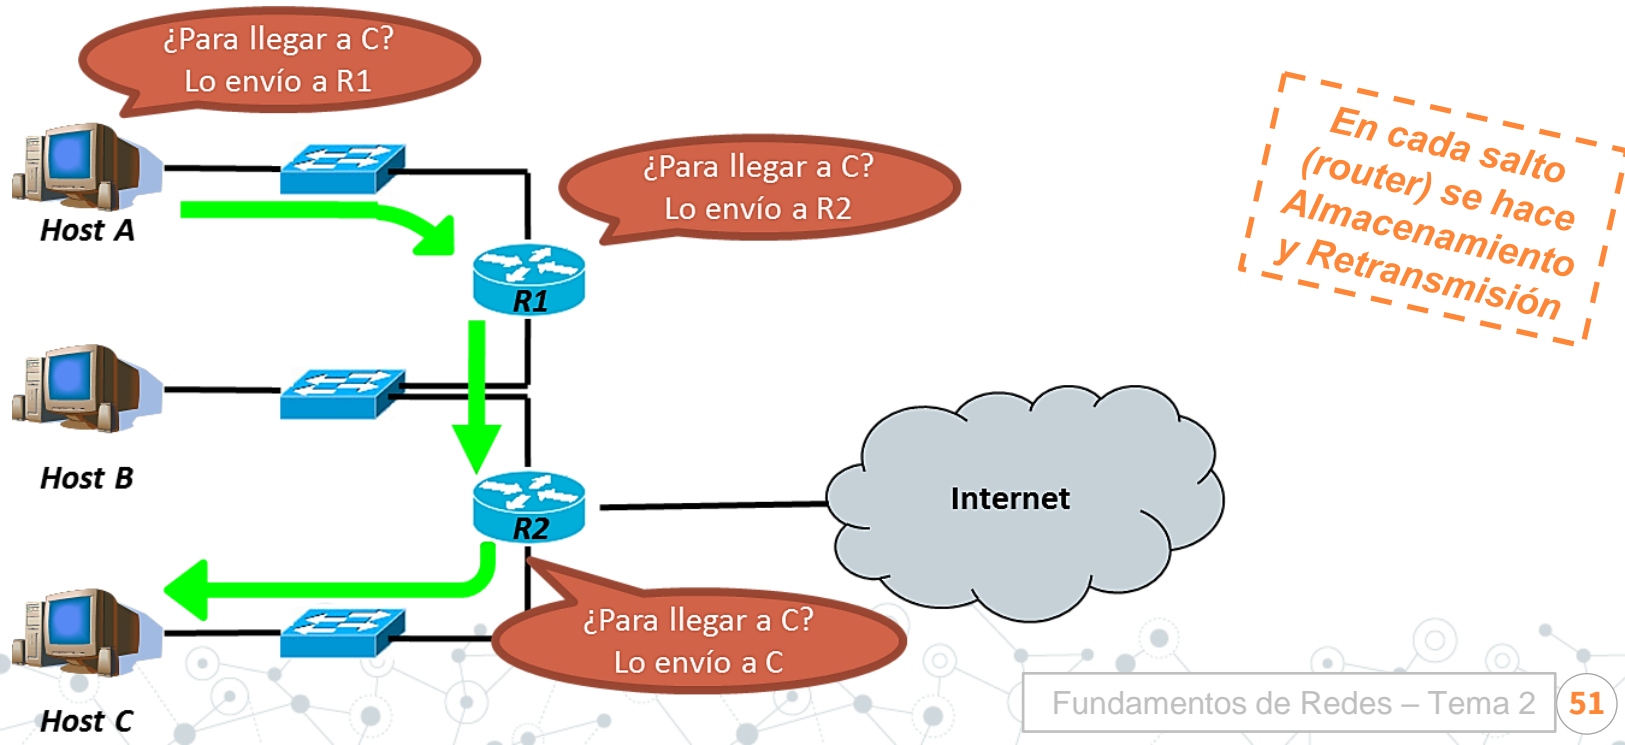 ¿Para llegar a C?
Lo envío a R1
Host A
¿Para llegar a C?
Lo envío a R2
En cada salto
(router) se hace
Almacenamiento
y Retransmisión
R1
Host B
R2
Internet
¿Para llegar a C?
Lo envío a C
Host C
Fundamentos de Redes – Tema 2
51